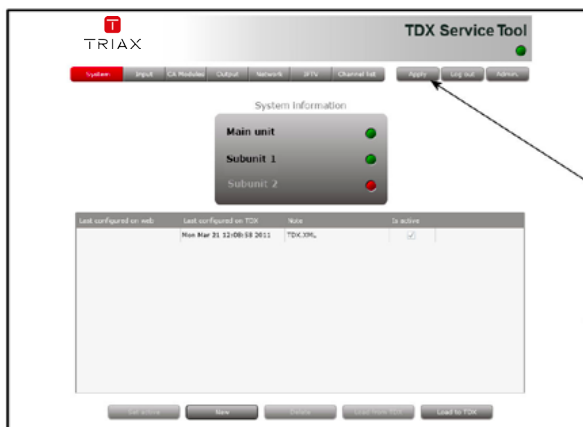 TRIAX
TDX Service Tool
System Input CA Modules Output Network IPTV Channel list Apply Log out Admin.
System Information
Main unit
Subunit 1
Subunit 2
Last configured on web Last configured on TDX Note Is active
Mon Mar 21 12:08:58 2011 TDX.XML
Set active New Delete Load from TDX Load to TDX